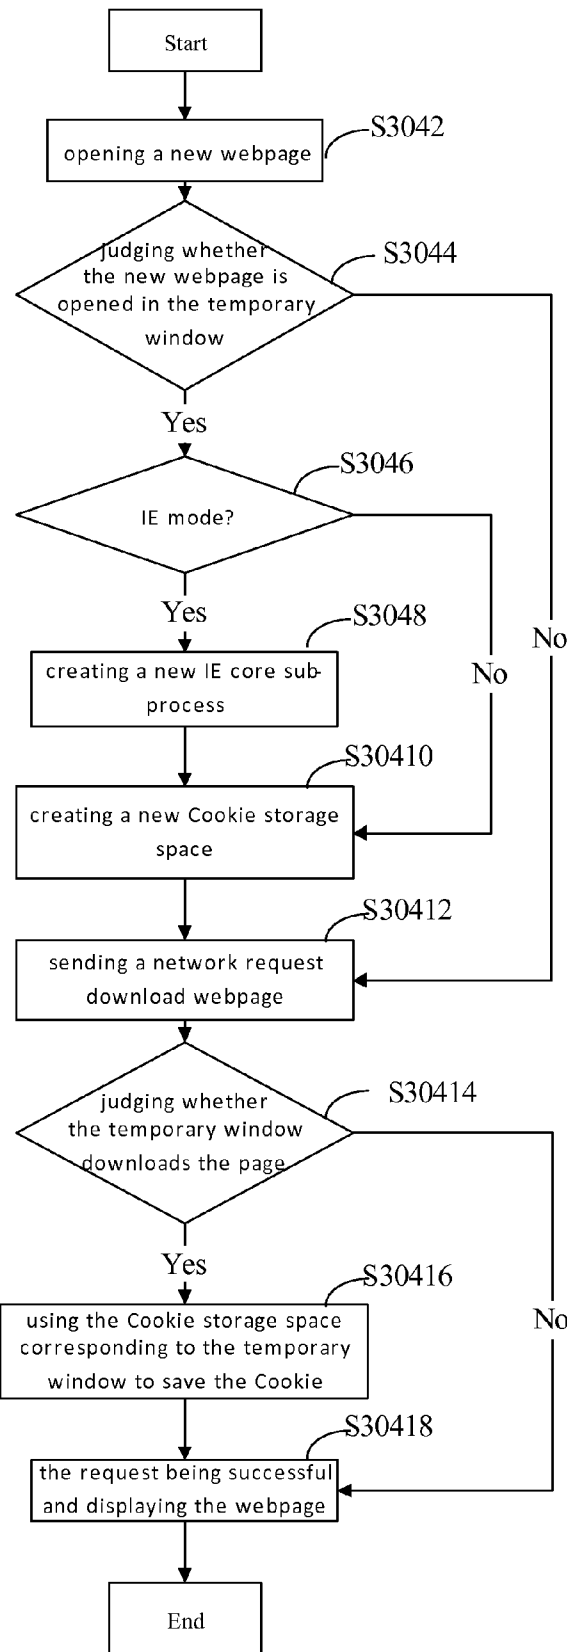 Start
S3042
opening a new webpage
S3044
judging whether
the new webpage is
opened in the temporary
window
Yes
S3046
IE mode?
Yes
S3048
No
creating a new IE core sub-
process
No
S30410
creating a new Cookie storage
space
S30412
sending a network request
download webpage
S30414
judging whether
the temporary window
downloads the page
Yes
S30416
using the Cookie storage space
corresponding to the temporary
window to save the Cookie
No
S30418
the request being successful
and displaying the webpage
End